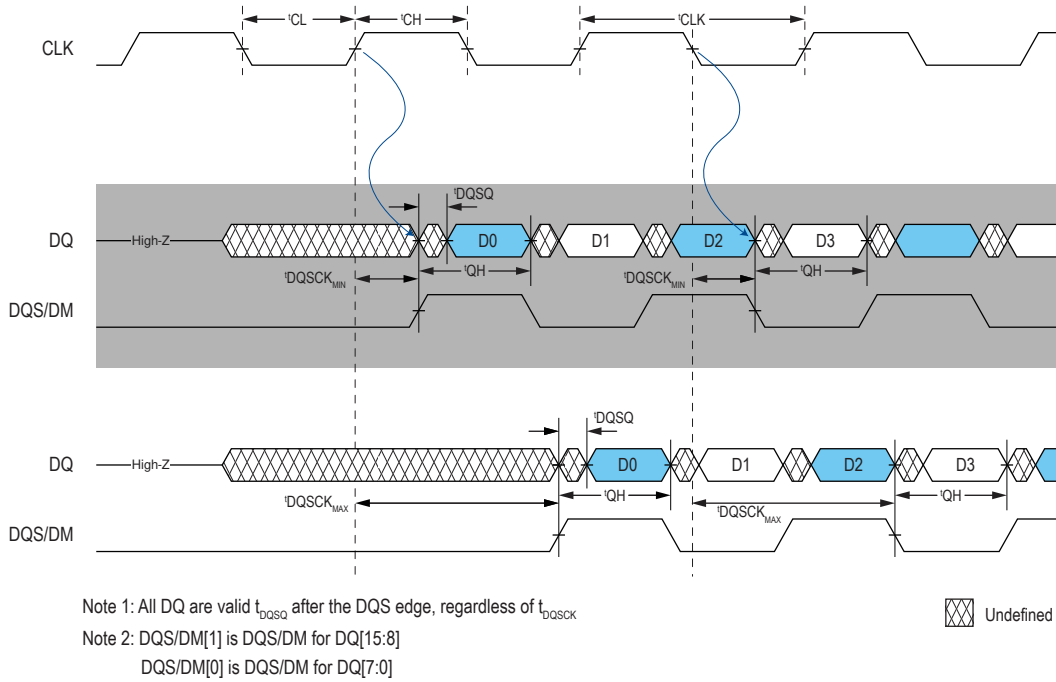 tCL tCH tCLK
CLK
tDQSQ
DQ High-Z D0 D1 D2 D3
tDQSCKMIN tQH tDQSCKMIN tQH
DQS/DM
tDQSQ
DQ High-Z D0 D1 D2 D3
tDQSCKMAX tQH tDQSCKMAX tQH
DQS/DM
Note 1: All DQ are valid tDQSQ after the DQS edge, regardless of tDQSCK
Undefined
Note 2: DQS/DM[1] is DQS/DM for DQ[15:8]
DQS/DM[0] is DQS/DM for DQ[7:0]